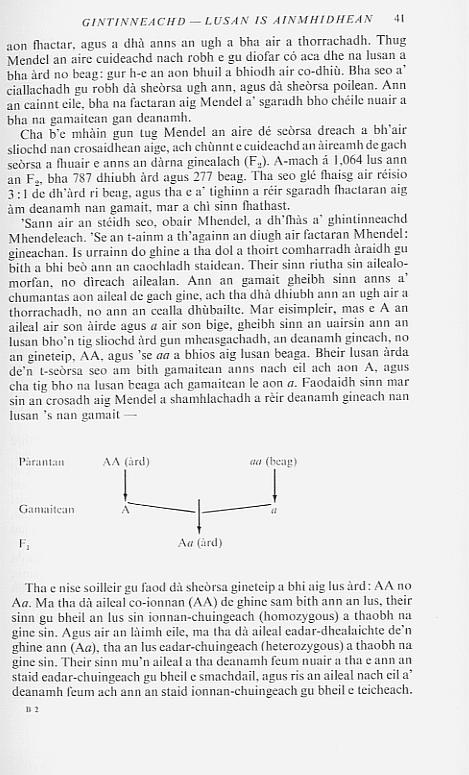 GINTINNEACHD — LUSAN IS AINMHIDHEAN 41
aon fhactar, agus a dhà anns an ugh a bha air a thorrachadh. Thug
Mendel an aire cuideachd nach robh e gu diofar có aca dhe na lusan a
bha àrd no beag: gur h-e an aon bhuil a bhiodh air co-dhiù. Bha seo a'
ciallachadh gu robh dà sheòrsa ugh ann, agus dà sheòrsa poilean. Ann
an cainnt eile, bha na factaran aig Mendel a' sgaradh bho chéile nuair a
bha na gamaitean gan deanamh.
Cha b'e mhàin gun tug Mendel an aire dé seòrsa dreach a bh'air
sliochd nan crosaidhean aige, ach chùnnt e cuideachd an àireamh de gach
seòrsa a fhuair e anns an dàrna ginealach (F₂). A-mach á 1,064 lus ann
an F₂, bha 787 dhiubh àrd agus 277 beag. Tha seo glé fhaisg air réisio
3 : 1 de dh'àrd ri beag, agus tha e a' tighinn a réir sgaradh fhactaran aig
àm deanamh nan gamait, mar a chì sinn fhathast.
'Sann air an stéidh seo, obair Mhendel, a dh'fhàs a' ghintinneachd
Mhendeleach. 'Se an t-ainm a th'againn an diugh air factaran Mhendel:
gineachan. Is urrainn do ghine a tha dol a thoirt comharradh àraidh gu
bith a bhi beò ann an caochladh staidean. Their sinn riutha sin ailealo-
morfan, no dìreach ailealan. Ann an gamait gheibh sinn anns a'
chumantas aon aileal de gach gine, ach tha dhà dhiubh ann an ugh air a
thorrachadh, no ann an cealla dhùbailte. Mar eisimpleir, mas e A an
aileal air son àirde agus a air son bige, gheibh sinn an uairsin ann an
lusan bho'n tig sliochd àrd gun mheasgachadh, an deanamh gineach, no
an gineteip, AA, agus 'se aa a bhios aig lusan beaga. Bheir lusan àrda
de'n t-seòrsa seo am bith gamaitean anns nach eil ach aon A, agus
cha tig bho na lusan beaga ach gamaitean le aon a. Faodaidh sinn mar
sin an crosadh aig Mendel a shamhlachadh a rèir deanamh gineach nan
lusan 's nan gamait —
Pàrantan AA (àrd) aa (beag)
Gamaitean A a
F₁ Aa (àrd)
Tha e nise soilleir gu faod dà sheòrsa gineteip a bhi aig lus àrd: AA no
Aa. Ma tha dà aileal co-ionnan (AA) de ghine sam bith ann an lus, their
sinn gu bheil an lus sin ionnan-chuingeach (homozygous) a thaobh na
gine sin. Agus air an làimh eile, ma tha dà aileal eadar-dhealaichte de'n
ghine ann (Aa), tha an lus eadar-chuingeach (heterozygous) a thaobh na
gine sin. Their sinn mu'n aileal a tha deanamh feum nuair a tha e ann an
staid eadar-chuingeach gu bheil e smachdail, agus ris an aileal nach eil a'
deanamh feum ach ann an staid ionnan-chuingeach gu bheil e teicheach.
B 2